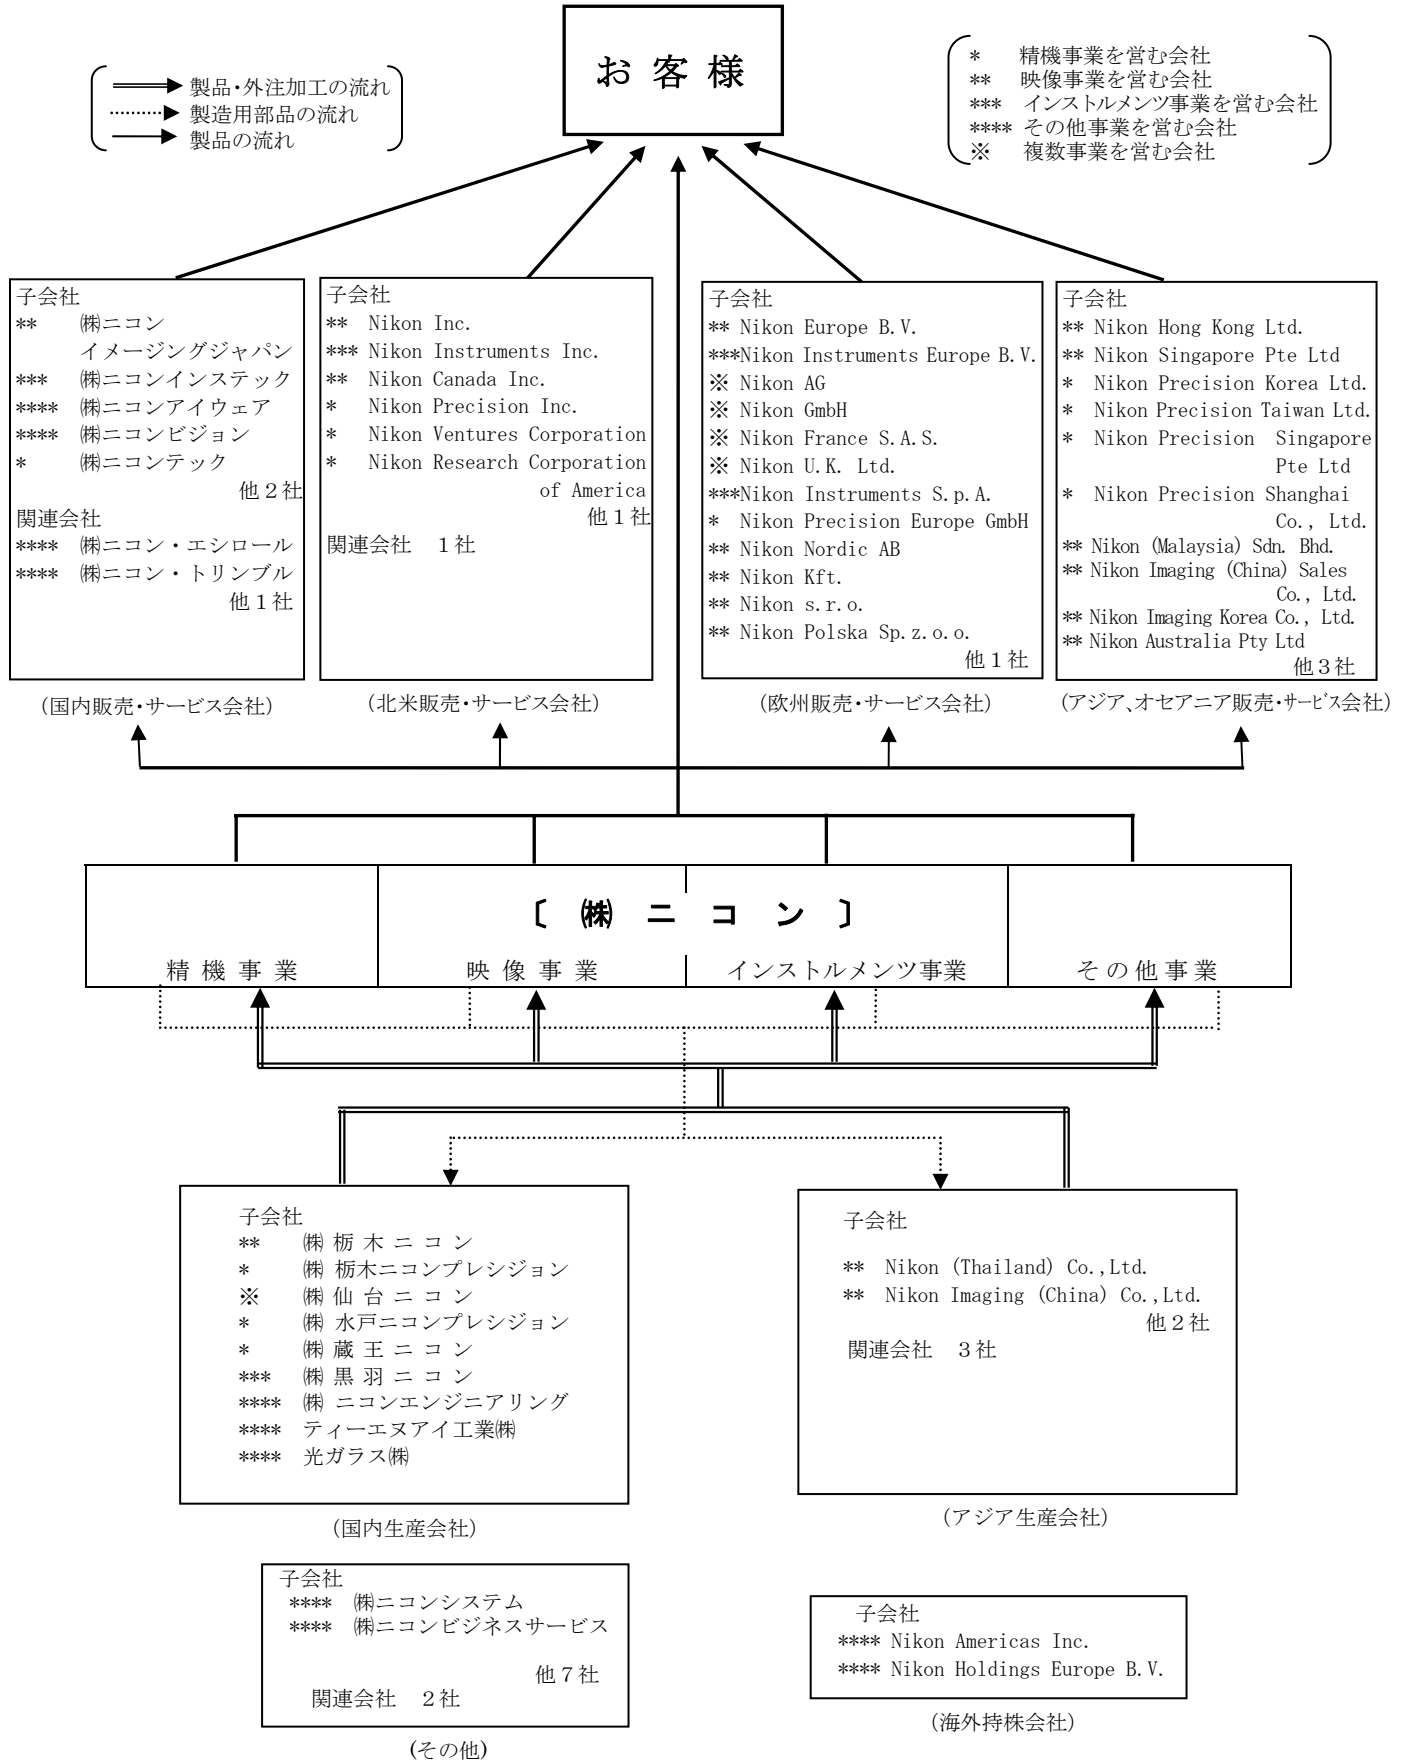 お 客 様
製品・外注加工の流れ
製造用部品の流れ
製品の流れ
* 精機事業を営む会社
** 映像事業を営む会社
*** インストルメンツ事業を営む会社
**** その他事業を営む会社
※ 複数事業を営む会社
子会社
** ㈱ニコン
イメージングジャパン
*** ㈱ニコンインステック
**** ㈱ニコンアイウェア
**** ㈱ニコンビジョン
* ㈱ニコンテック
他２社
関連会社
**** ㈱ニコン・エシロール
**** ㈱ニコン・トリンブル
他１社
(国内販売・サービス会社)
子会社
** Nikon Inc.
*** Nikon Instruments Inc.
** Nikon Canada Inc.
* Nikon Precision Inc.
* Nikon Ventures Corporation
* Nikon Research Corporation
of America
他１社
関連会社 １社
(北米販売・サービス会社)
子会社
** Nikon Europe B.V.
***Nikon Instruments Europe B.V.
※ Nikon AG
※ Nikon GmbH
※ Nikon France S.A.S.
※ Nikon U.K. Ltd.
***Nikon Instruments S.p.A.
* Nikon Precision Europe GmbH
** Nikon Nordic AB
** Nikon Kft.
** Nikon s.r.o.
** Nikon Polska Sp.z.o.o.
他１社
(欧州販売・サービス会社)
子会社
** Nikon Hong Kong Ltd.
** Nikon Singapore Pte Ltd
* Nikon Precision Korea Ltd.
* Nikon Precision Taiwan Ltd.
* Nikon Precision Singapore
Pte Ltd
* Nikon Precision Shanghai
Co., Ltd.
** Nikon (Malaysia) Sdn. Bhd.
** Nikon Imaging (China) Sales
Co., Ltd.
** Nikon Imaging Korea Co., Ltd.
** Nikon Australia Pty Ltd
他３社
(アジア、オセアニア販売・サービス会社)
〔 ㈱ ニ コ ン 〕
精 機 事 業
映 像 事 業
インストルメンツ事業
そ の 他 事 業
子会社
** ㈱ 栃 木 ニ コ ン
* ㈱ 栃木ニコンプレシジョン
※ ㈱ 仙 台 ニ コ ン
* ㈱ 水戸ニコンプレシジョン
* ㈱ 蔵 王 ニ コ ン
*** ㈱ 黒 羽 ニ コ ン
**** ㈱ ニコンエンジニアリング
**** ティーエヌアイ工業㈱
**** 光ガラス㈱
(国内生産会社)
子会社
** Nikon (Thailand) Co.,Ltd.
** Nikon Imaging (China) Co.,Ltd.
他２社
関連会社 ３社
(アジア生産会社)
子会社
**** ㈱ニコンシステム
**** ㈱ニコンビジネスサービス
他７社
関連会社 ２社
(その他)
子会社
**** Nikon Americas Inc.
**** Nikon Holdings Europe B.V.
(海外持株会社)